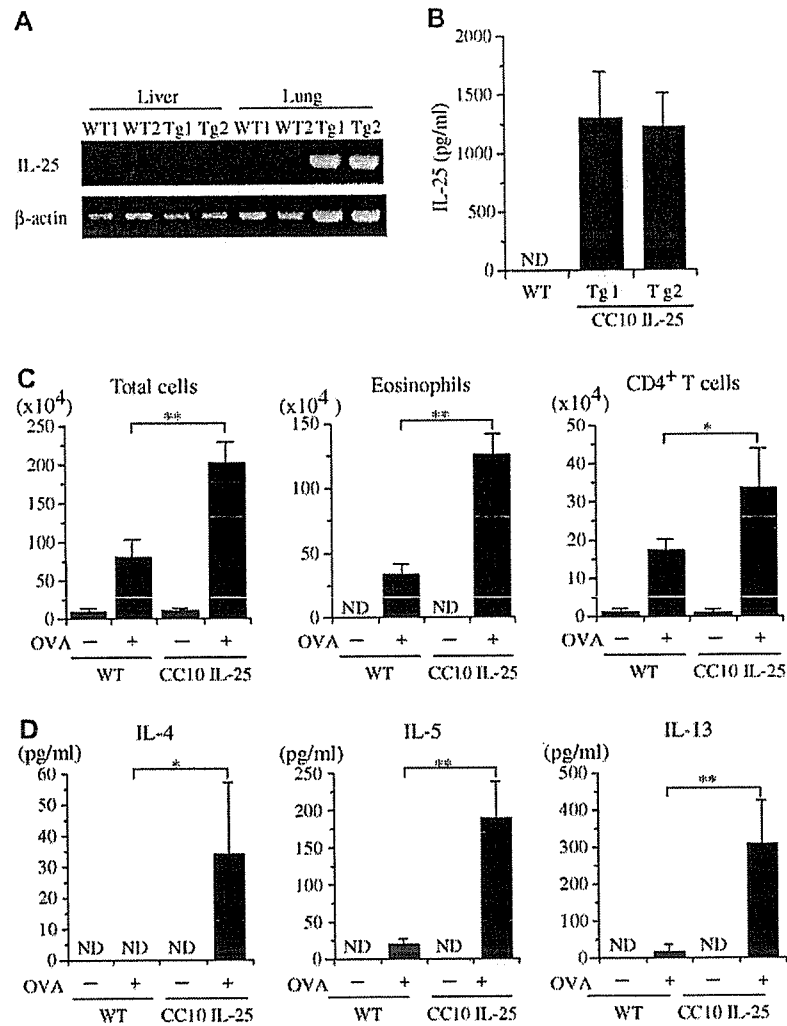 A
Liver Lung
WT1 WT2 Tg1 Tg2 WT1 WT2 Tg1 Tg2
IL-25
β-actin
B
IL-25 (pg/ml)
2000
1500
1000
500
0
ND
WT Tg1 Tg2
CC10 IL-25
C
Total cells
(x10⁴)
250
200
150
100
50
0
**
OVA − + − +
WT CC10 IL-25
Eosinophils
(x10⁴)
150
100
50
0
**
ND ND
− + − +
WT CC10 IL-25
CD4⁺ T cells
(x10⁴)
50
40
30
20
10
0
*
OVA − + − +
WT CC10 IL-25
D
IL-4
(pg/ml)
60
50
40
30
20
10
0
*
ND ND ND
OVA − + − +
WT CC10 IL-25
IL-5
(pg/ml)
250
200
150
100
50
0
**
ND ND
OVA − + − +
WT CC10 IL-25
IL-13
(pg/ml)
500
400
300
200
100
0
**
ND ND
OVA − + − +
WT CC10 IL-25